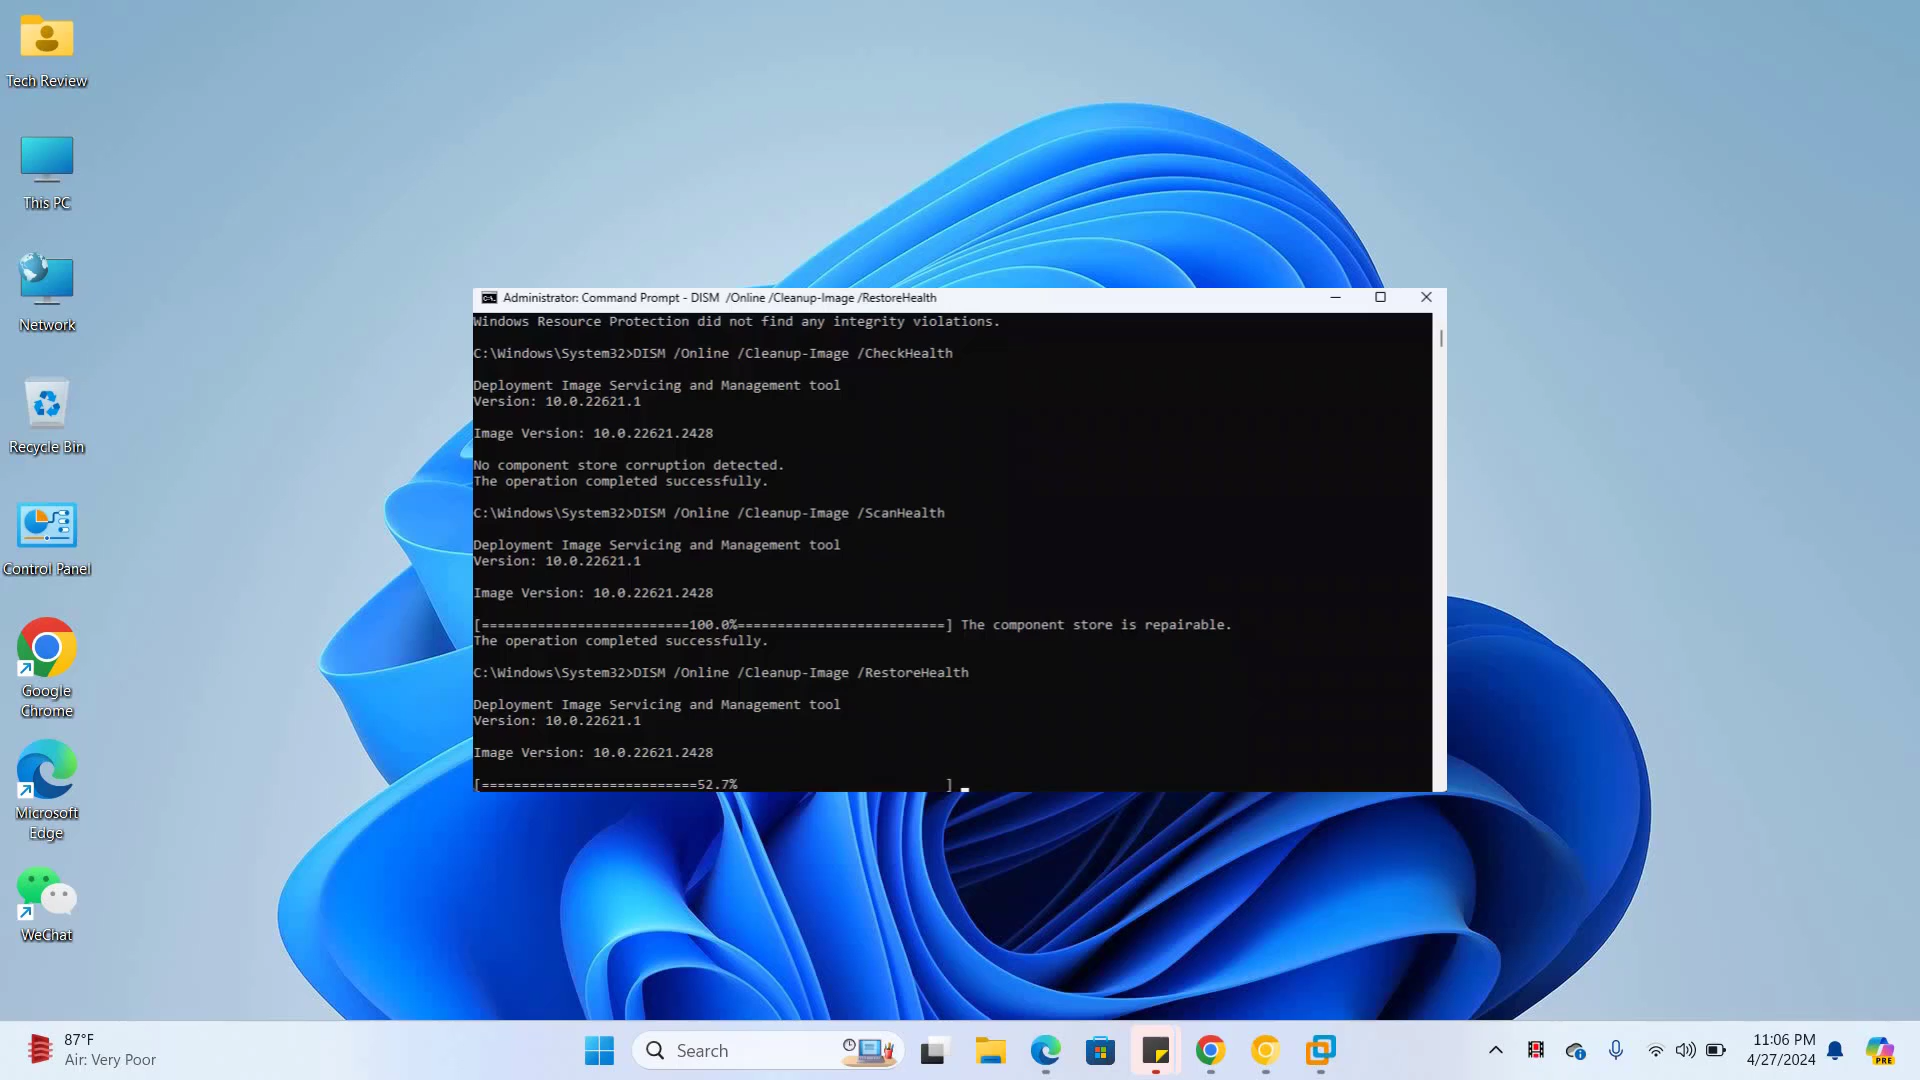 Tech Review
This PC
Network
Recycle Bin
Control Panel
Google
Chrome
Microsoft
Edge
WeChat
Administrator: Command Prompt - DISM  /Online /Cleanup-Image /RestoreHealth
Windows Resource Protection did not find any integrity violations.
C:\Windows\System32>DISM /Online /Cleanup-Image /CheckHealth
Deployment Image Servicing and Management tool
Version: 10.0.22621.1
Image Version: 10.0.22621.2428
No component store corruption detected.
The operation completed successfully.
C:\Windows\System32>DISM /Online /Cleanup-Image /ScanHealth
Deployment Image Servicing and Management tool
Version: 10.0.22621.1
Image Version: 10.0.22621.2428
[==========================100.0%==========================] The component store is repairable.
The operation completed successfully.
C:\Windows\System32>DISM /Online /Cleanup-Image /RestoreHealth
Deployment Image Servicing and Management tool
Version: 10.0.22621.1
Image Version: 10.0.22621.2428
[===========================52.7%                          ]
87°F
Air: Very Poor
Search
11:06 PM
4/27/2024
PRE